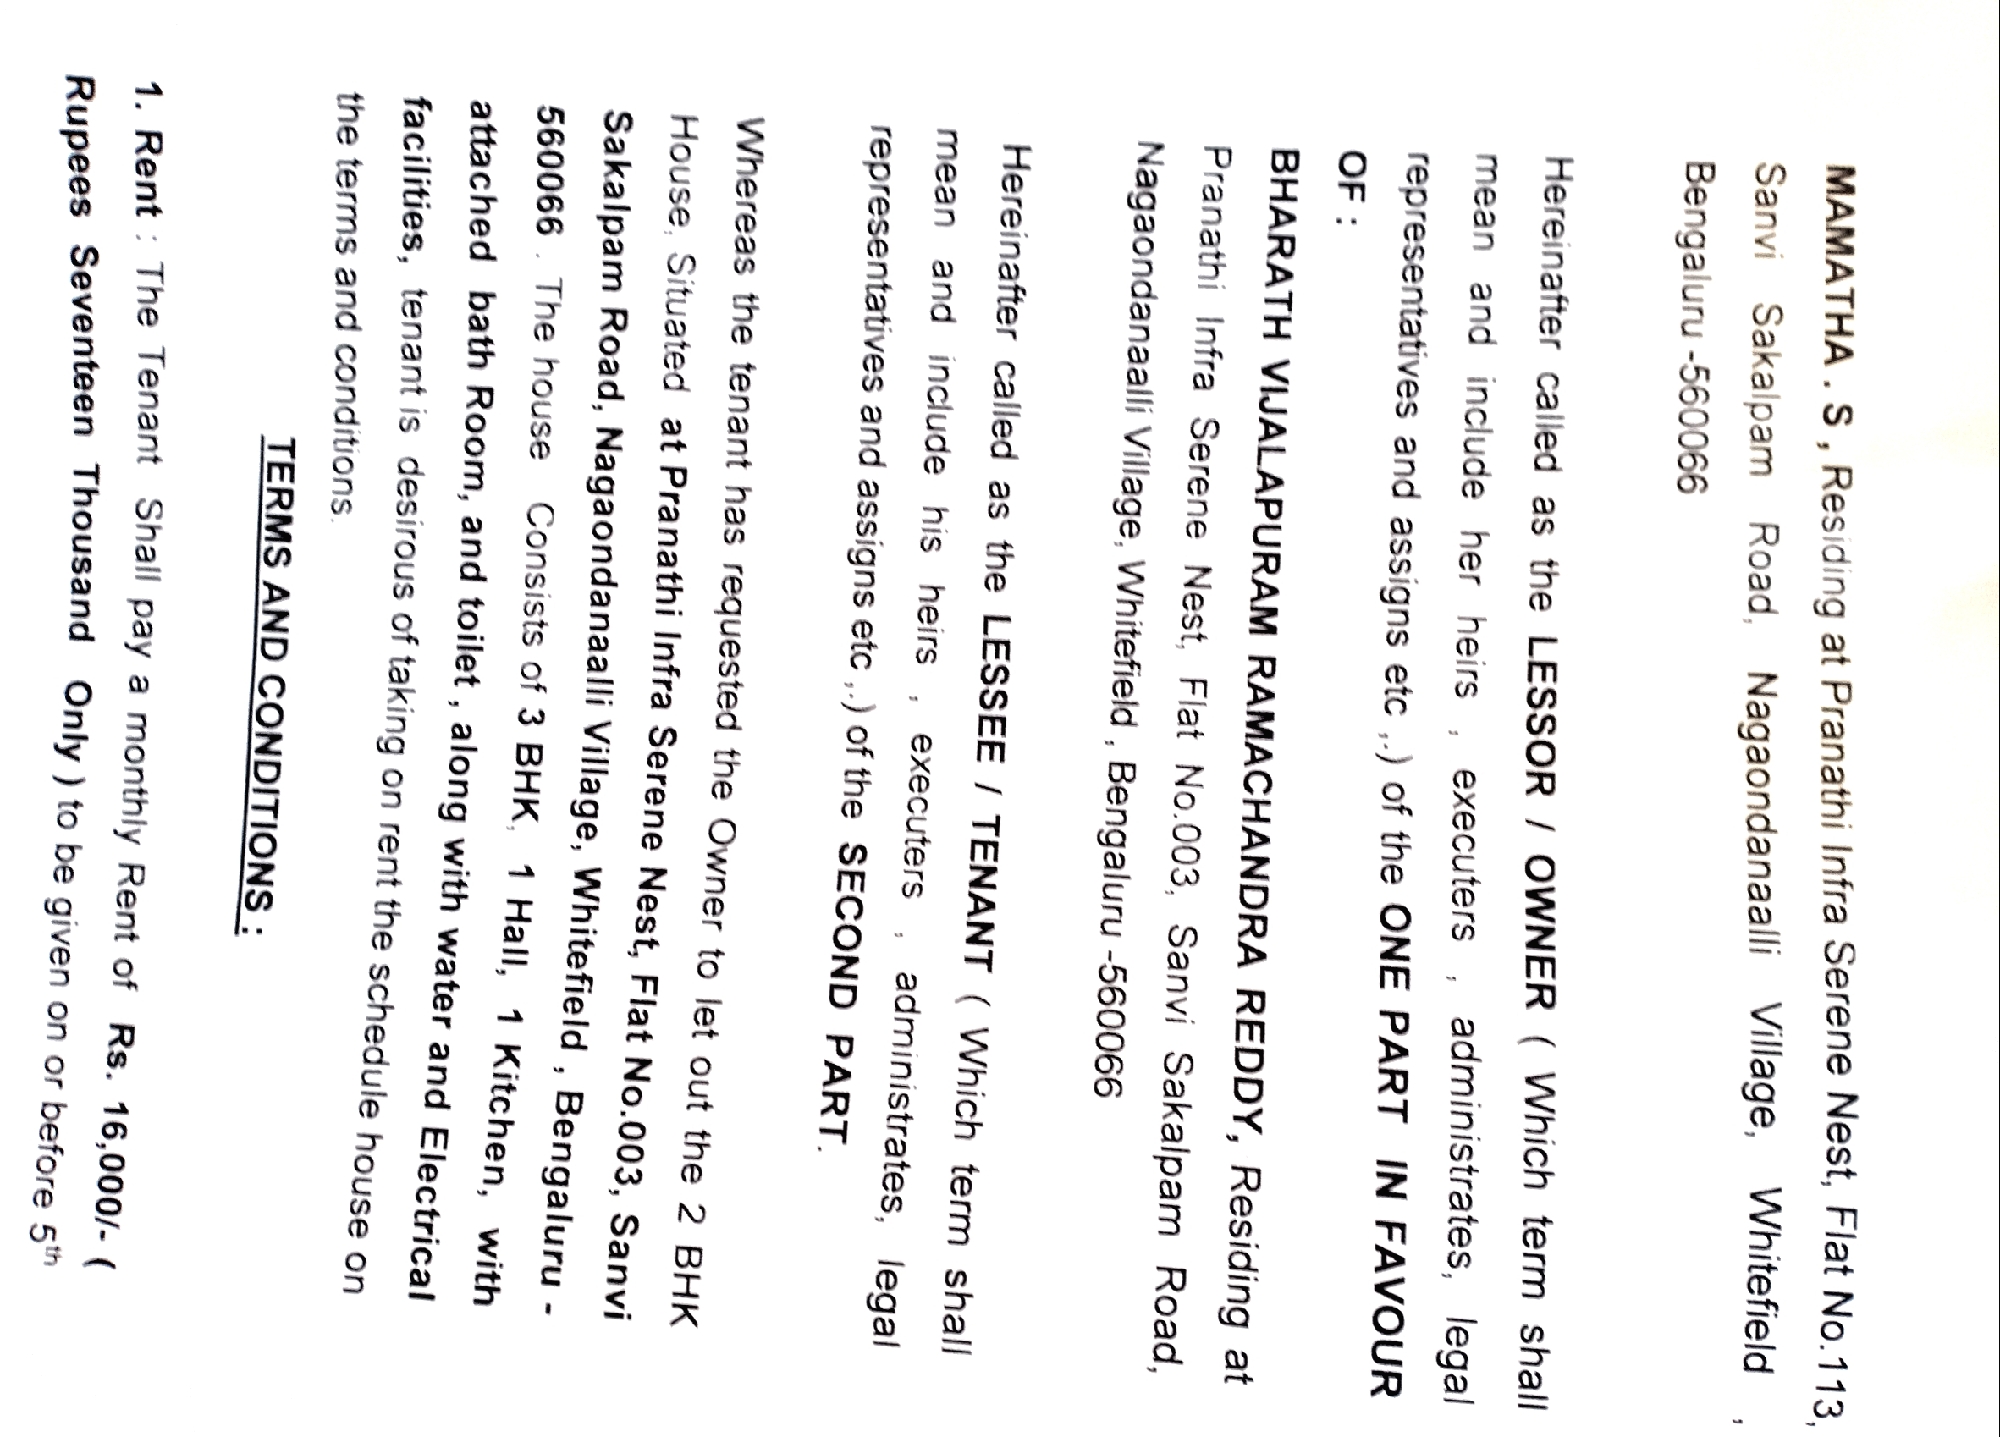 MAMATHA . S , Residing at Pranathi Infra Serene Nest, Flat No.113,
Sanvi Sakalpam Road, Nagaondanaalli Village, Whitefield ,
Bengaluru -560066
Hereinafter called as the LESSOR / OWNER ( Which term shall
mean and include her heirs , executers , administrates, legal
representatives and assigns etc ,.) of the ONE PART IN FAVOUR
OF :
BHARATH VIJALAPURAM RAMACHANDRA REDDY, Residing at
Pranathi Infra Serene Nest, Flat No.003, Sanvi Sakalpam Road,
Nagaondanaalli Village, Whitefield , Bengaluru -560066
Hereinafter called as the LESSEE / TENANT ( Which term shall
mean and include his heirs , executers , administrates, legal
representatives and assigns etc ,.) of the SECOND PART.
Whereas the tenant has requested the Owner to let out the 2 BHK
House, Situated at Pranathi Infra Serene Nest, Flat No.003, Sanvi
Sakalpam Road, Nagaondanaalli Village, Whitefield , Bengaluru -
560066 . The house Consists of 3 BHK, 1 Hall, 1 Kitchen, with
attached bath Room, and toilet , along with water and Electrical
facilities, tenant is desirous of taking on rent the schedule house on
the terms and conditions.
TERMS AND CONDITIONS :
1. Rent : The Tenant Shall pay a monthly Rent of Rs. 16,000/- (
Rupees Seventeen Thousand Only ) to be given on or before 5th